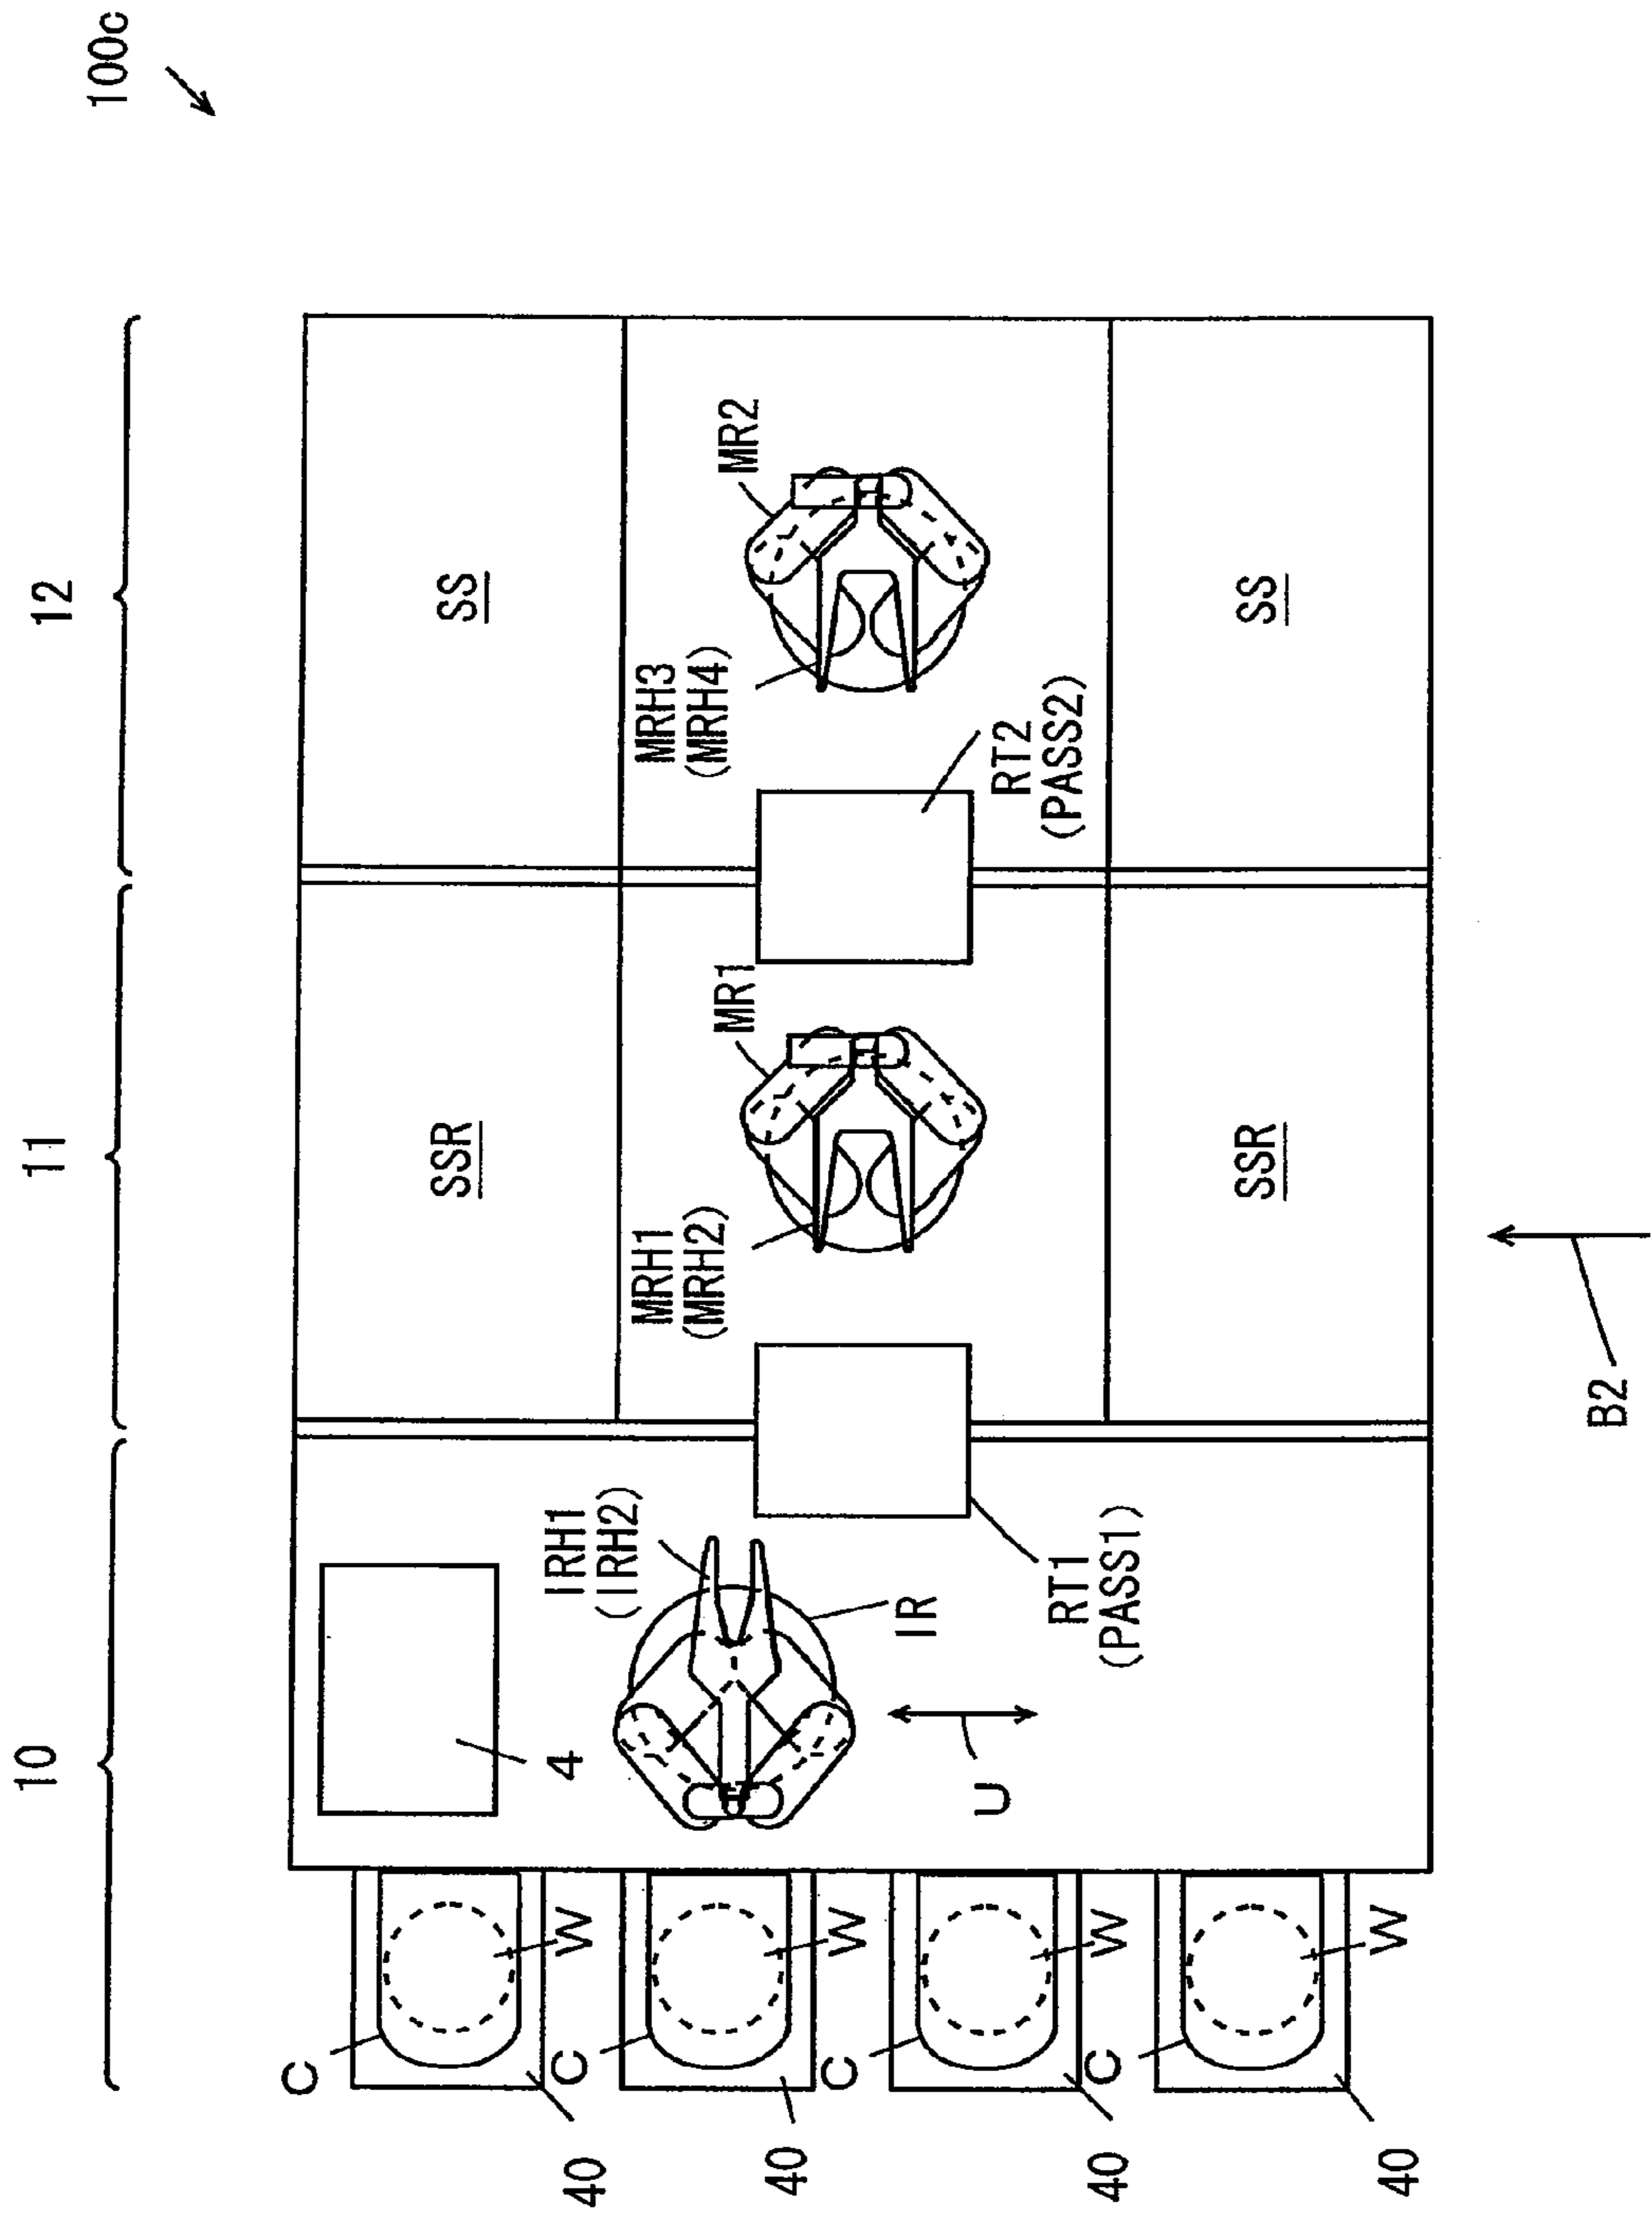 100c
12
11
10
SS
SS
MR2
MRH3
(MRH4)
RT2
(PASS2)
SSR
SSR
MR1
MRH1
(MRH2)
B2
IRH1
(IRH2)
IR
RT1
(PASS1)
4
U
W
W
W
W
C
C
C
C
40
40
40
40